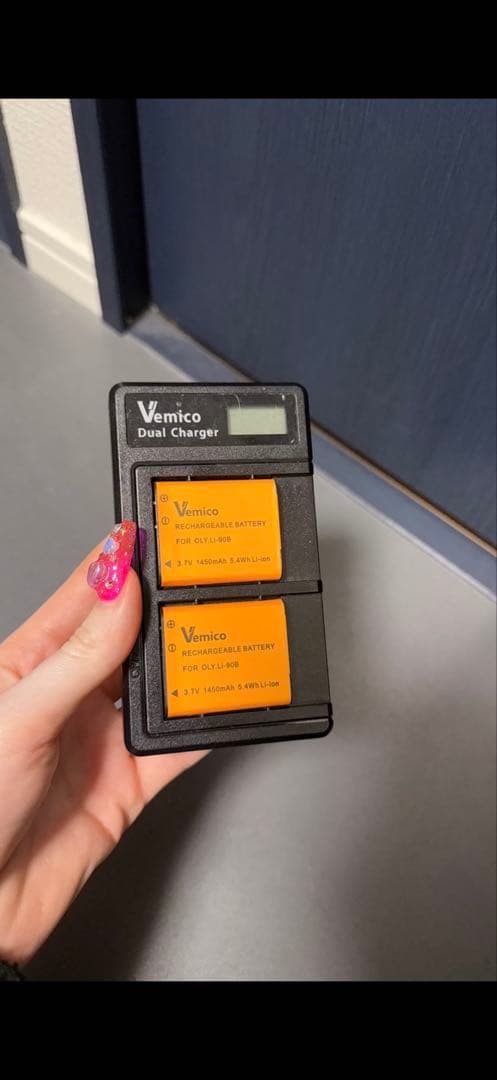 Vemico
Dual Charger
Vemico
RECHARGEABLE BATTERY
FOR OLY.Li-90B
3.7V 1450mAh 5.4Wh Li-ion
Vemico
RECHARGEABLE BATTERY
FOR OLY.Li-90B
3.7V 1450mAh 5.4Wh Li-ion